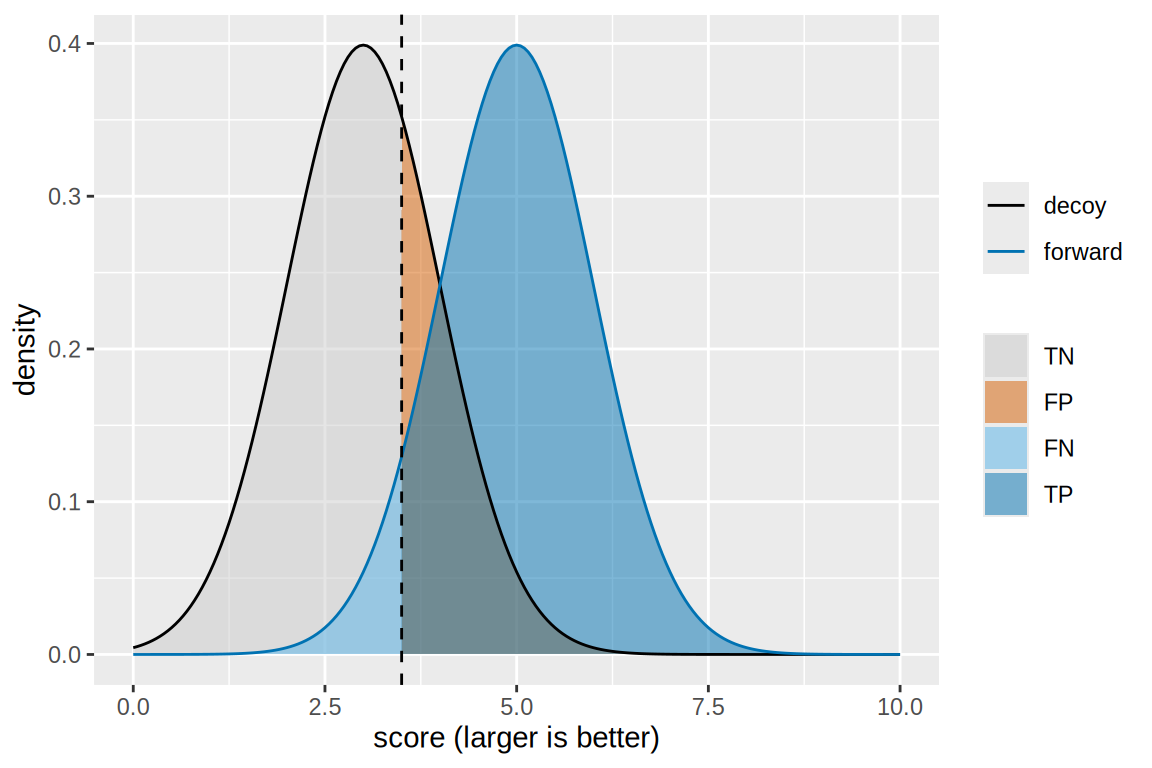 0.4
0.3
0.2
0.1
0.0
density
0.0 2.5 5.0 7.5 10.0
score (larger is better)
decoy
forward
TN
FP
FN
TP